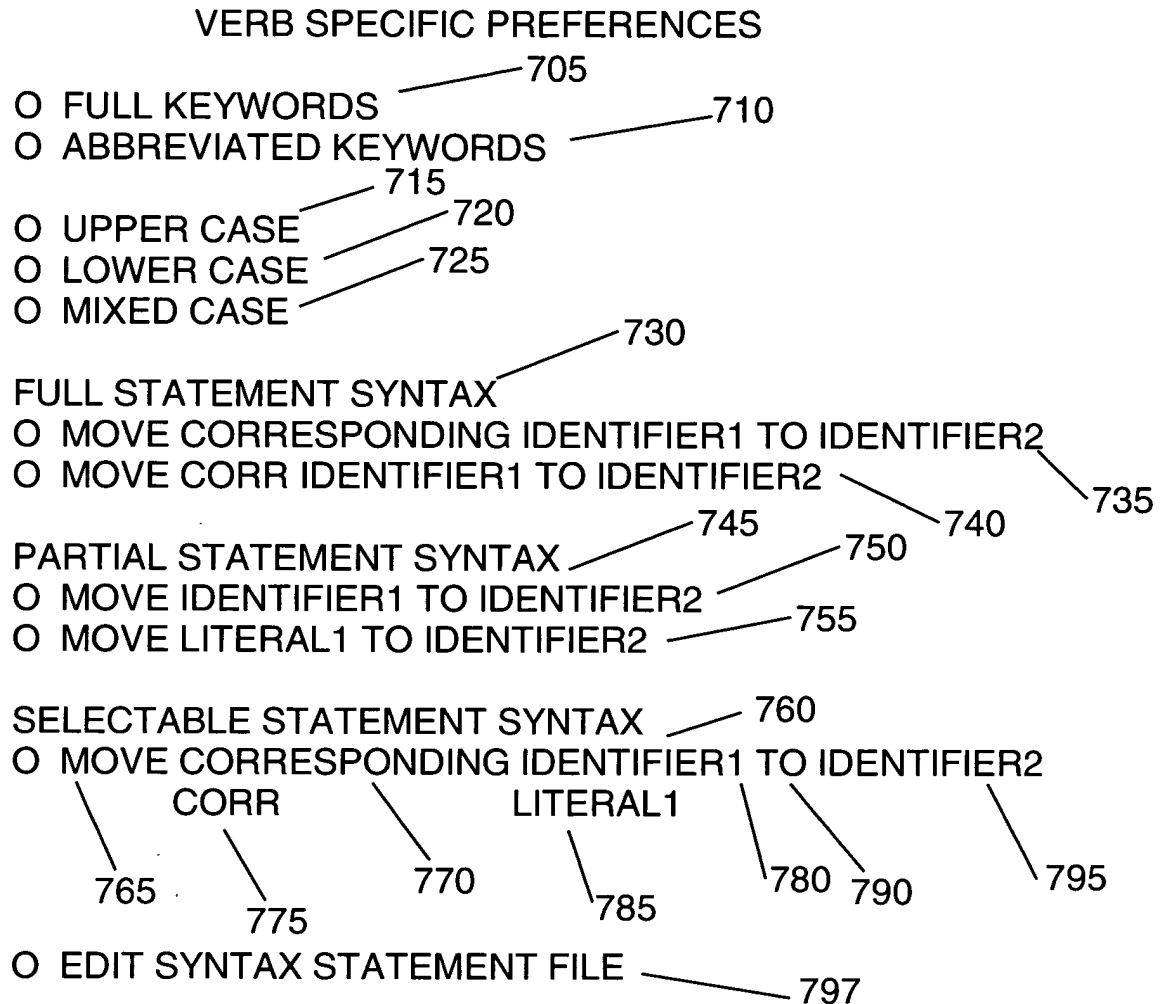 VERB SPECIFIC PREFERENCES
705
O FULL KEYWORDS
710
O ABBREVIATED KEYWORDS
715
O UPPER CASE
720
O LOWER CASE
725
O MIXED CASE
730
FULL STATEMENT SYNTAX
O MOVE CORRESPONDING IDENTIFIER1 TO IDENTIFIER2
735
O MOVE CORR IDENTIFIER1 TO IDENTIFIER2
740
745
PARTIAL STATEMENT SYNTAX
750
O MOVE IDENTIFIER1 TO IDENTIFIER2
755
O MOVE LITERAL1 TO IDENTIFIER2
SELECTABLE STATEMENT SYNTAX 760
O MOVE CORRESPONDING IDENTIFIER1 TO IDENTIFIER2
CORR LITERAL1
765 770 780 790 795
775 785
O EDIT SYNTAX STATEMENT FILE
797